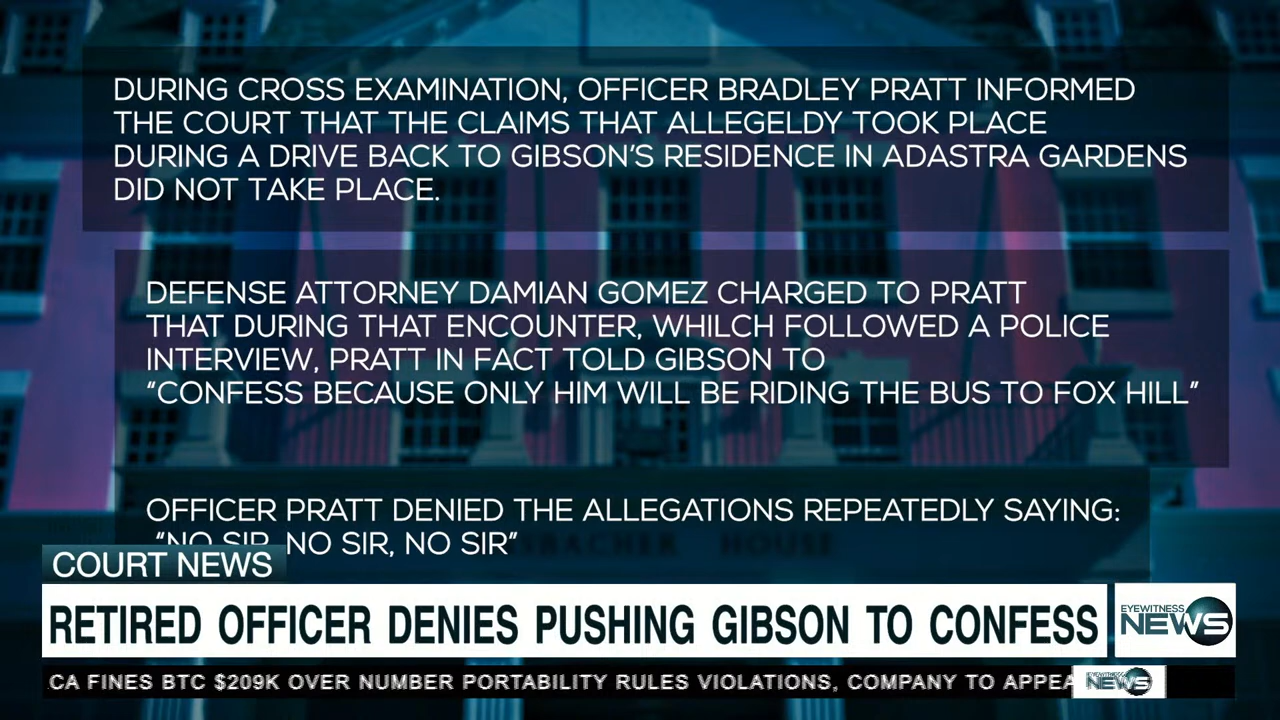 DURING CROSS EXAMINATION, OFFICER BRADLEY PRATT INFORMED
THE COURT THAT THE CLAIMS THAT ALLEGELDY TOOK PLACE
DURING A DRIVE BACK TO GIBSON'S RESIDENCE IN ADASTRA GARDENS
DID NOT TAKE PLACE.
DEFENSE ATTORNEY DAMIAN GOMEZ CHARGED TO PRATT
THAT DURING THAT ENCOUNTER, WHILCH FOLLOWED A POLICE
INTERVIEW, PRATT IN FACT TOLD GIBSON TO
“CONFESS BECAUSE ONLY HIM WILL BE RIDING THE BUS TO FOX HILL”
OFFICER PRATT DENIED THE ALLEGATIONS REPEATEDLY SAYING:
“NO SIR, NO SIR, NO SIR”
HOUSE
COURT NEWS
RETIRED OFFICER DENIES PUSHING GIBSON TO CONFESS
EYEWITNESS
NEWS
CA FINES BTC $209K OVER NUMBER PORTABILITY RULES VIOLATIONS, COMPANY TO APPEA
EYEWITNESS
NEWS